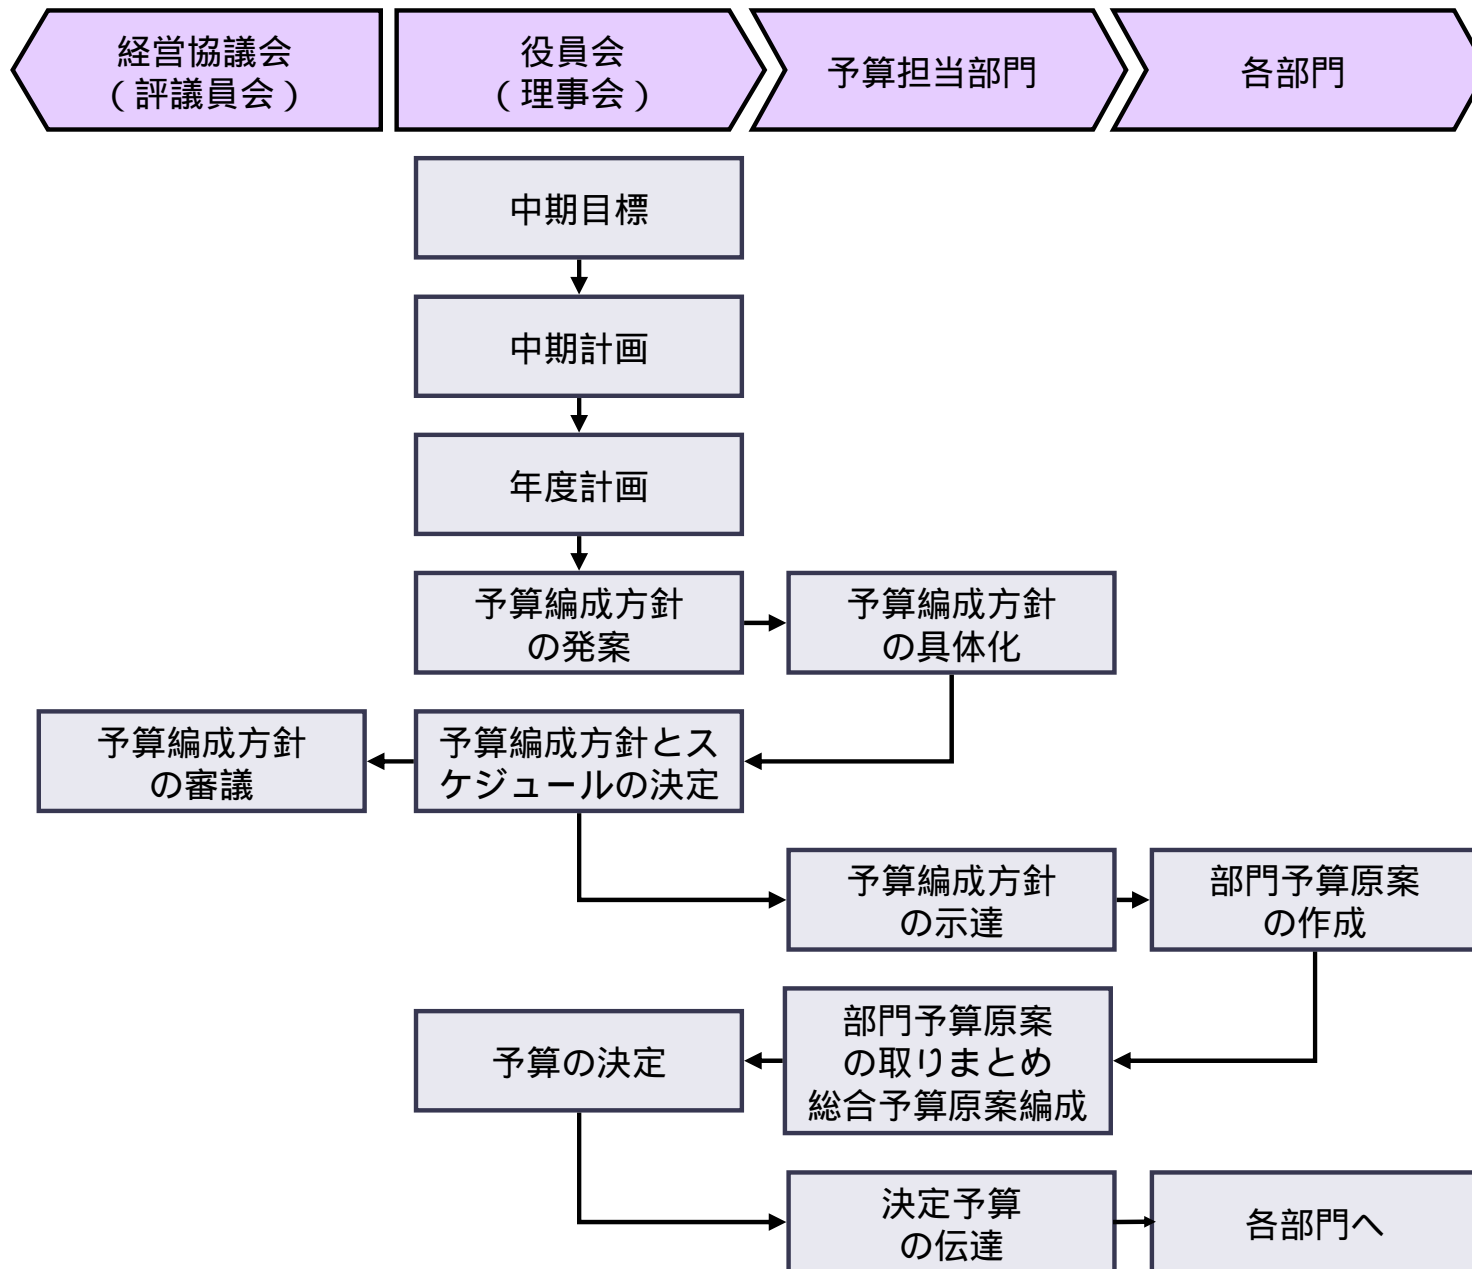 経営協議会
（評議員会）
役員会
（理事会）
予算担当部門
各部門
中期目標
中期計画
年度計画
予算編成方針
の発案
予算編成方針
の具体化
予算編成方針
の審議
予算編成方針とス
ケジュールの決定
予算編成方針
の示達
部門予算原案
の作成
予算の決定
部門予算原案
の取りまとめ
総合予算原案編成
決定予算
の伝達
各部門へ